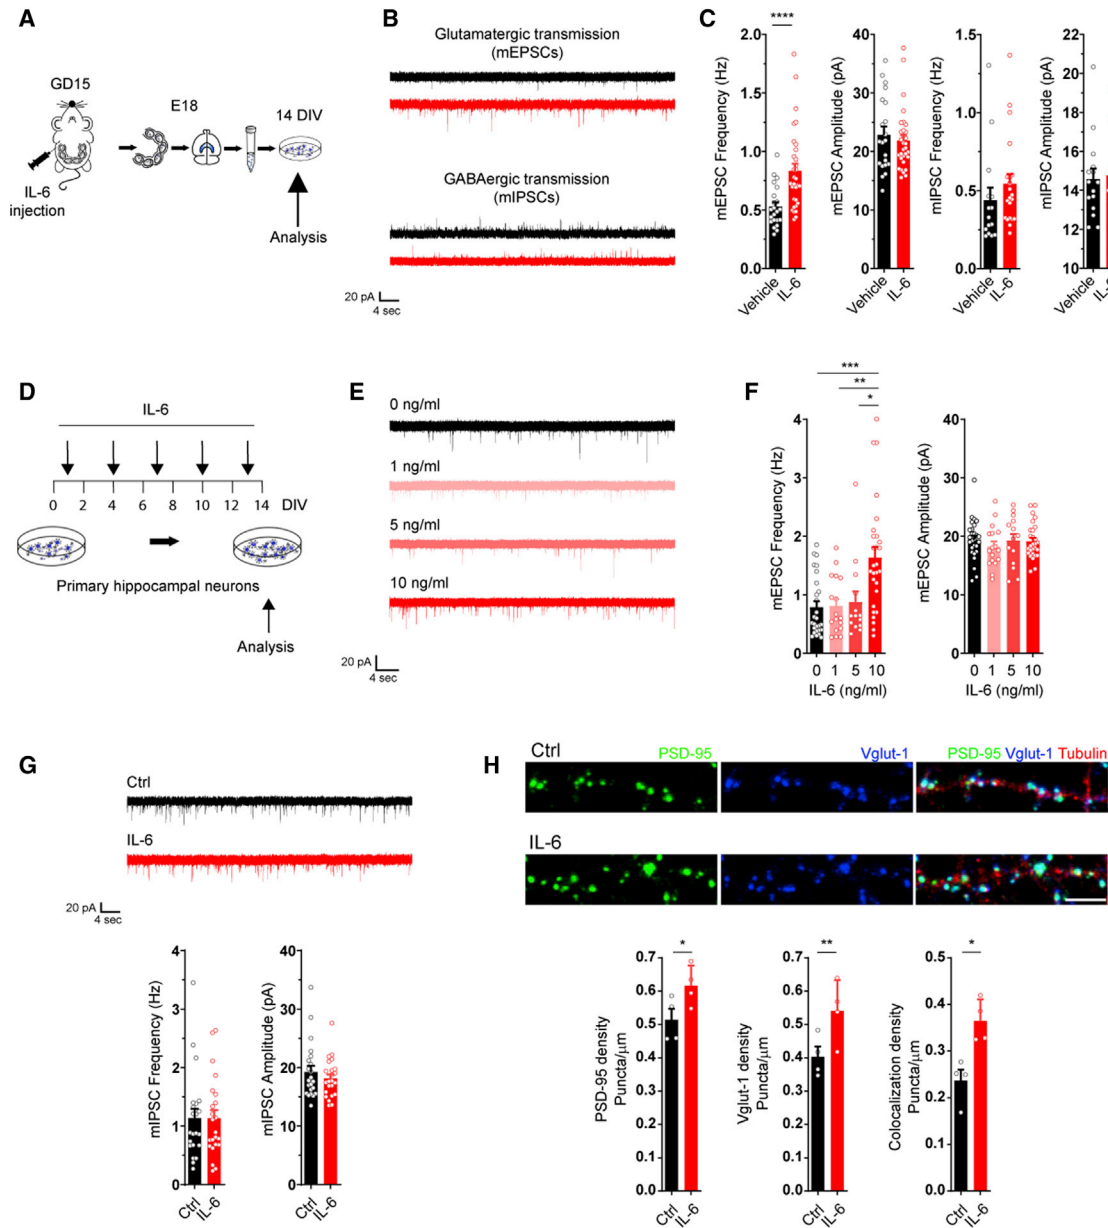 A
GD15
E18
14 DIV
IL-6
injection
Analysis
B
Glutamatergic transmission
(mEPSCs)
GABAergic transmission
(mIPSCs)
20 pA
4 sec
C
****
mEPSC Frequency (Hz)
2.0
1.5
1.0
0.5
0.0
Vehicle
IL-6
mEPSC Amplitude (pA)
40
30
20
10
0
Vehicle
IL-6
mIPSC Frequency (Hz)
1.5
1.0
0.5
0.0
Vehicle
IL-6
mIPSC Amplitude (pA)
22
20
18
16
14
12
10
Vehicle
D
IL-6
0 2 4 6 8 10 12 14 DIV
Primary hippocampal neurons
Analysis
E
0 ng/ml
1 ng/ml
5 ng/ml
10 ng/ml
20 pA
4 sec
F
***
**
*
mEPSC Frequency (Hz)
4
3
2
1
0
0 1 5 10
IL-6 (ng/ml)
mEPSC Amplitude (pA)
40
30
20
10
0
0 1 5 10
IL-6 (ng/ml)
G
Ctrl
IL-6
20 pA
4 sec
mIPSC Frequency (Hz)
4
3
2
1
0
Ctrl
IL-6
mIPSC Amplitude (pA)
40
30
20
10
0
Ctrl
IL-6
H
Ctrl
PSD-95
Vglut-1
PSD-95 Vglut-1 Tubulin
IL-6
*
PSD-95 density
Puncta/µm
0.7
0.6
0.5
0.4
0.3
0.2
0.1
0.0
Ctrl
IL-6
**
Vglut-1 density
Puncta/µm
0.7
0.6
0.5
0.4
0.3
0.2
0.1
0.0
Ctrl
IL-6
*
Colocalization density
Puncta/µm
0.5
0.4
0.3
0.2
0.1
0.0
Ctrl
IL-6